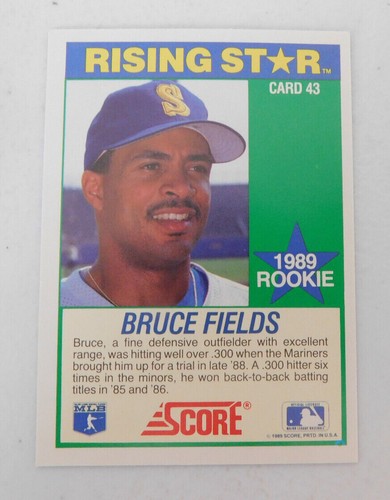 RISING ST★R™
CARD 43
S
1989
ROOKIE
BRUCE FIELDS
Bruce, a fine defensive outfielder with excellent
range, was hitting well over .300 when the Mariners
brought him up for a trial in late '88. A .300 hitter six
times in the minors, he won back-to-back batting
titles in '85 and '86.
MLB
SCORE®
© 1989 SCORE, PRTD. IN U.S.A.